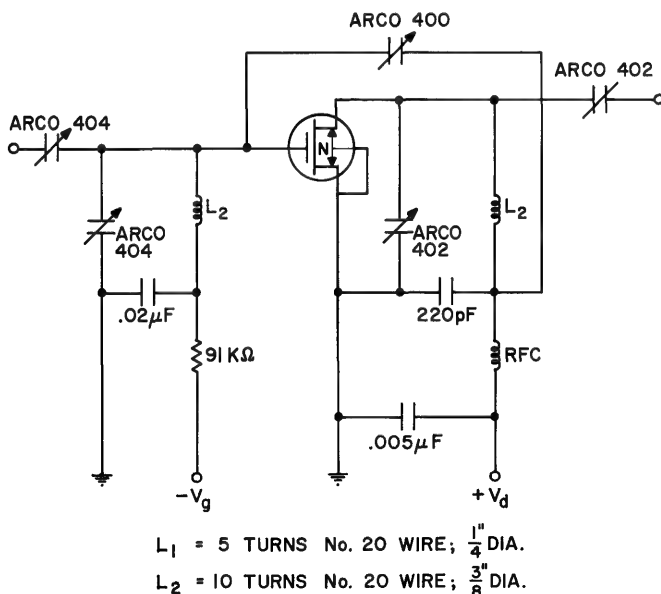 ARCO 400
ARCO 402
ARCO 404
N
L2
ARCO
404
.02µF
91KΩ
ARCO
402
L2
220pF
RFC
.005µF
-Vg
+Vd
L1 = 5 TURNS No. 20 WIRE; 1/4" DIA.
L2 = 10 TURNS No. 20 WIRE; 3/8" DIA.